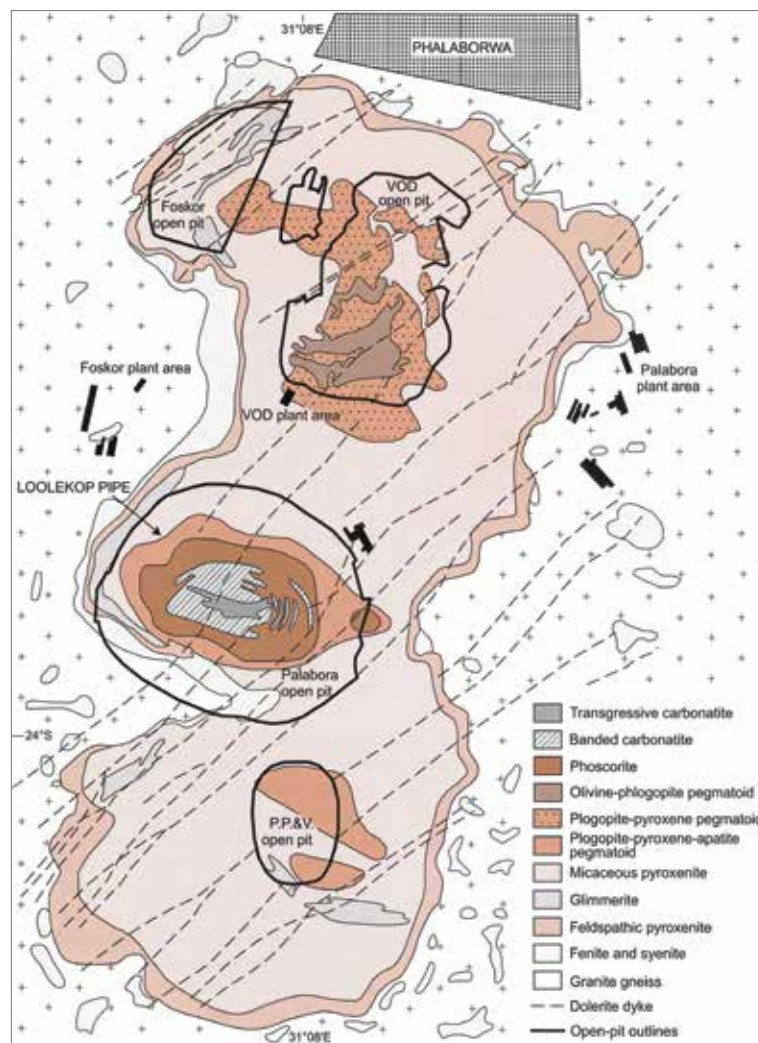 31°08'E
PHALABORWA
Foskor
open pit
VOD
open pit
Foskor plant area
VOD plant area
Palabora
plant area
LOOLEKOP PIPE
Palabora
open pit
24°S
P.P.&V.
open pit
31°08'E
Transgressive carbonatite
Banded carbonatite
Phoscorite
Olivine-phlogopite pegmatoid
Plogopite-pyroxene pegmatoid
Plogopite-pyroxene-apatite
pegmatoid
Micaceous pyroxenite
Glimmerite
Feldspathic pyroxenite
Fenite and syenite
Granite gneiss
Dolerite dyke
Open-pit outlines